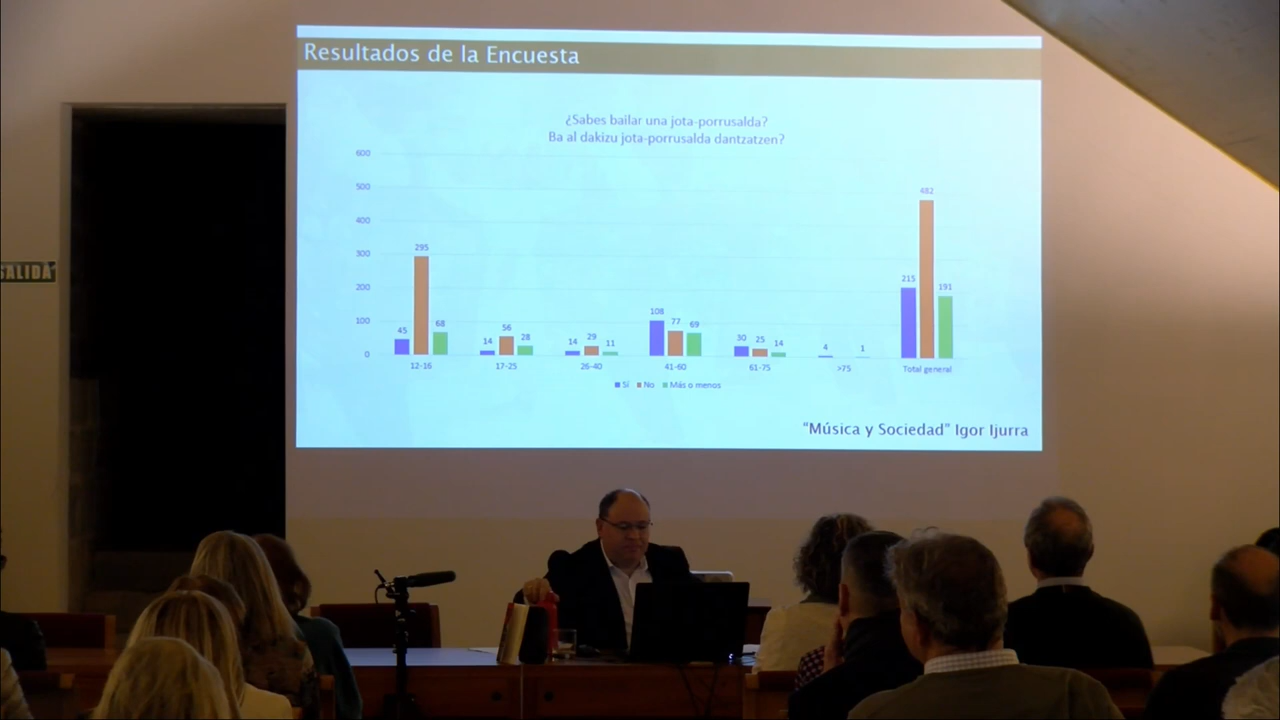 Resultados de la Encuesta
¿Sabes bailar una jota-porrusalda?
Ba al dakizu jota-porrusalda dantzatzen?
600
500
400
300
200
100
0
45 295 68
14 56 28
14 29 11
108 77 69
30 25 14
4 1
215 482 191
12-16 17-25 26-40 41-60 61-75 >75 Total general
Sí No Más o menos
"Música y Sociedad" Igor Ijurra
SALIDA